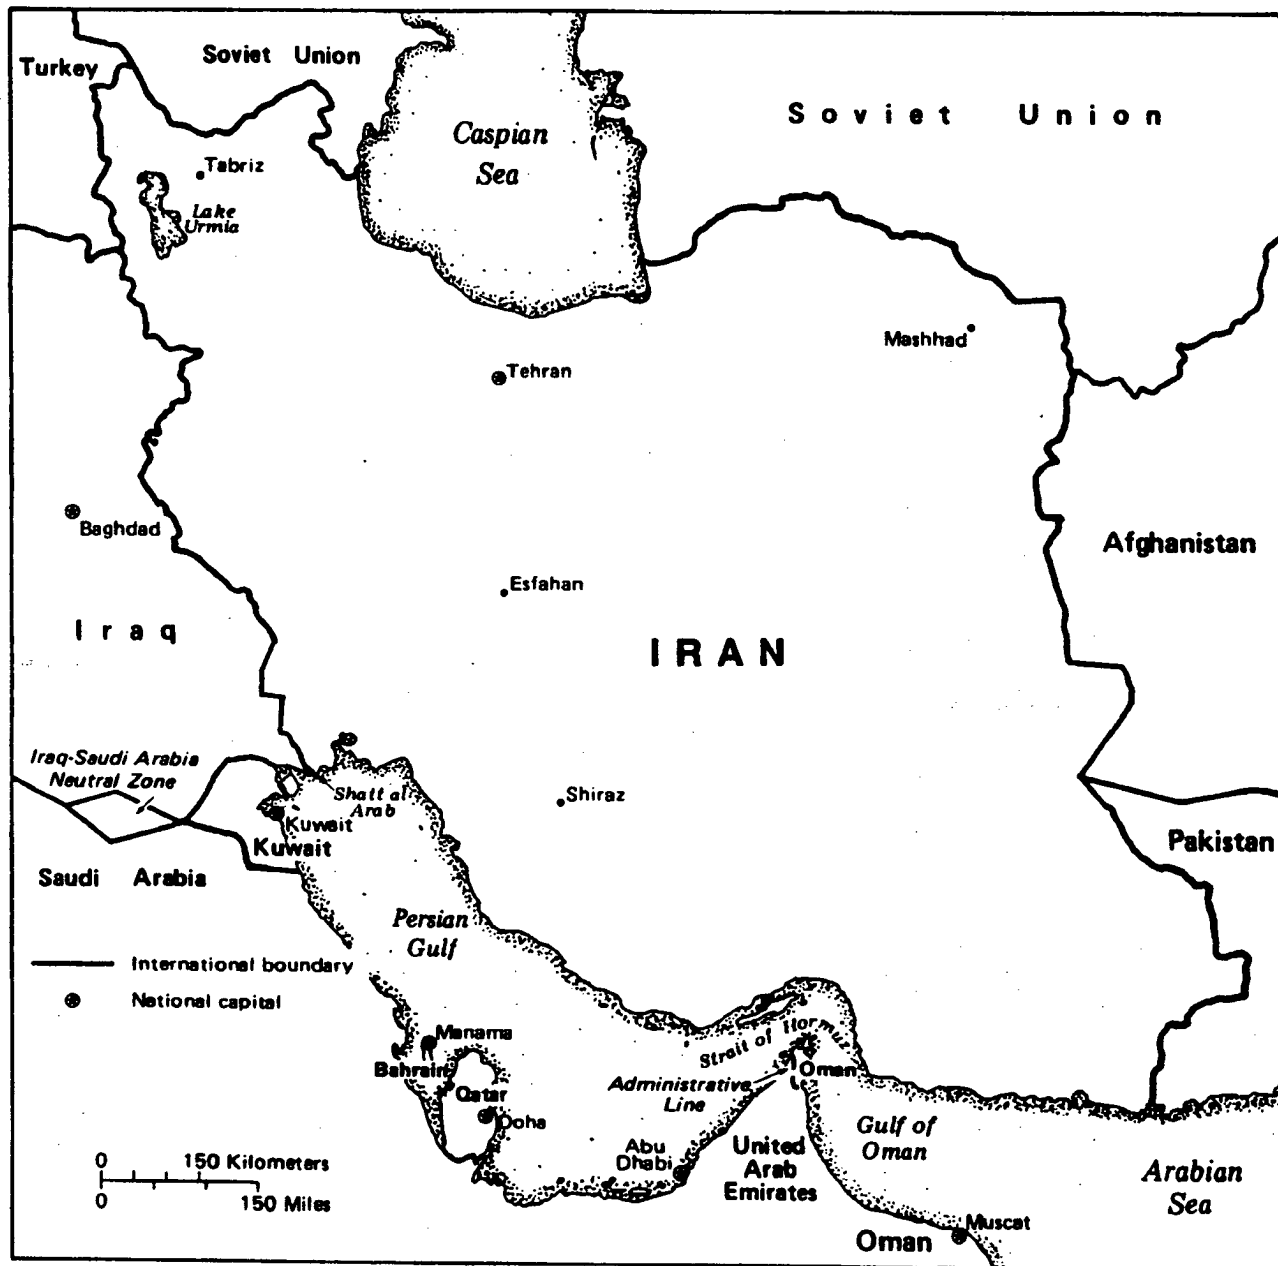 Turkey
Soviet Union
Soviet Union
Caspian
Sea
Tabriz
Lake
Urmia
Mashhad
Tehran
Baghdad
Afghanistan
Esfahan
Iraq
IRAN
Iraq-Saudi Arabia
Neutral Zone
Shatt al
Arab
Shiraz
Kuwait
Kuwait
Pakistan
Saudi Arabia
Persian
Gulf
International boundary
National capital
Manama
Strait of Hormuz
Bahrain
Oman
Administrative
Line
Qatar
Doha
Gulf of
Oman
Abu
Dhabi
United
Arab
Emirates
0 150 Kilometers
0 150 Miles
Arabian
Sea
Muscat
Oman